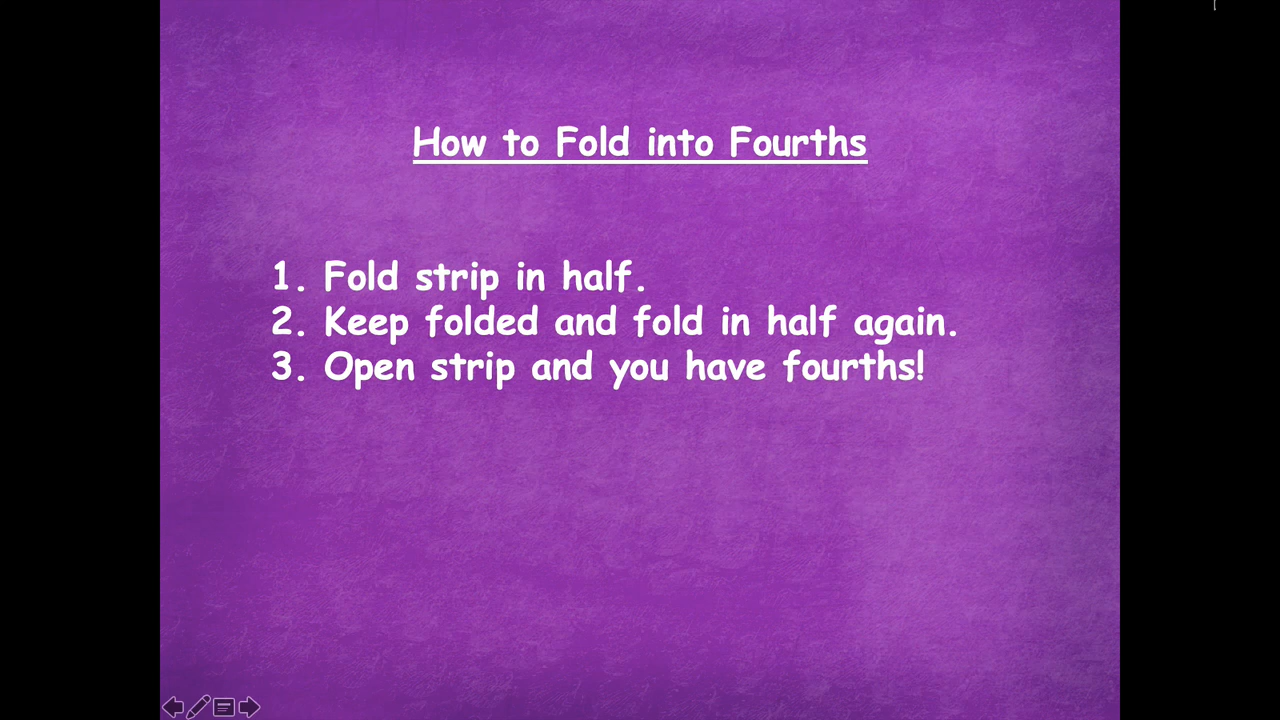 How to Fold into Fourths
1. Fold strip in half.
2. Keep folded and fold in half again.
3. Open strip and you have fourths!